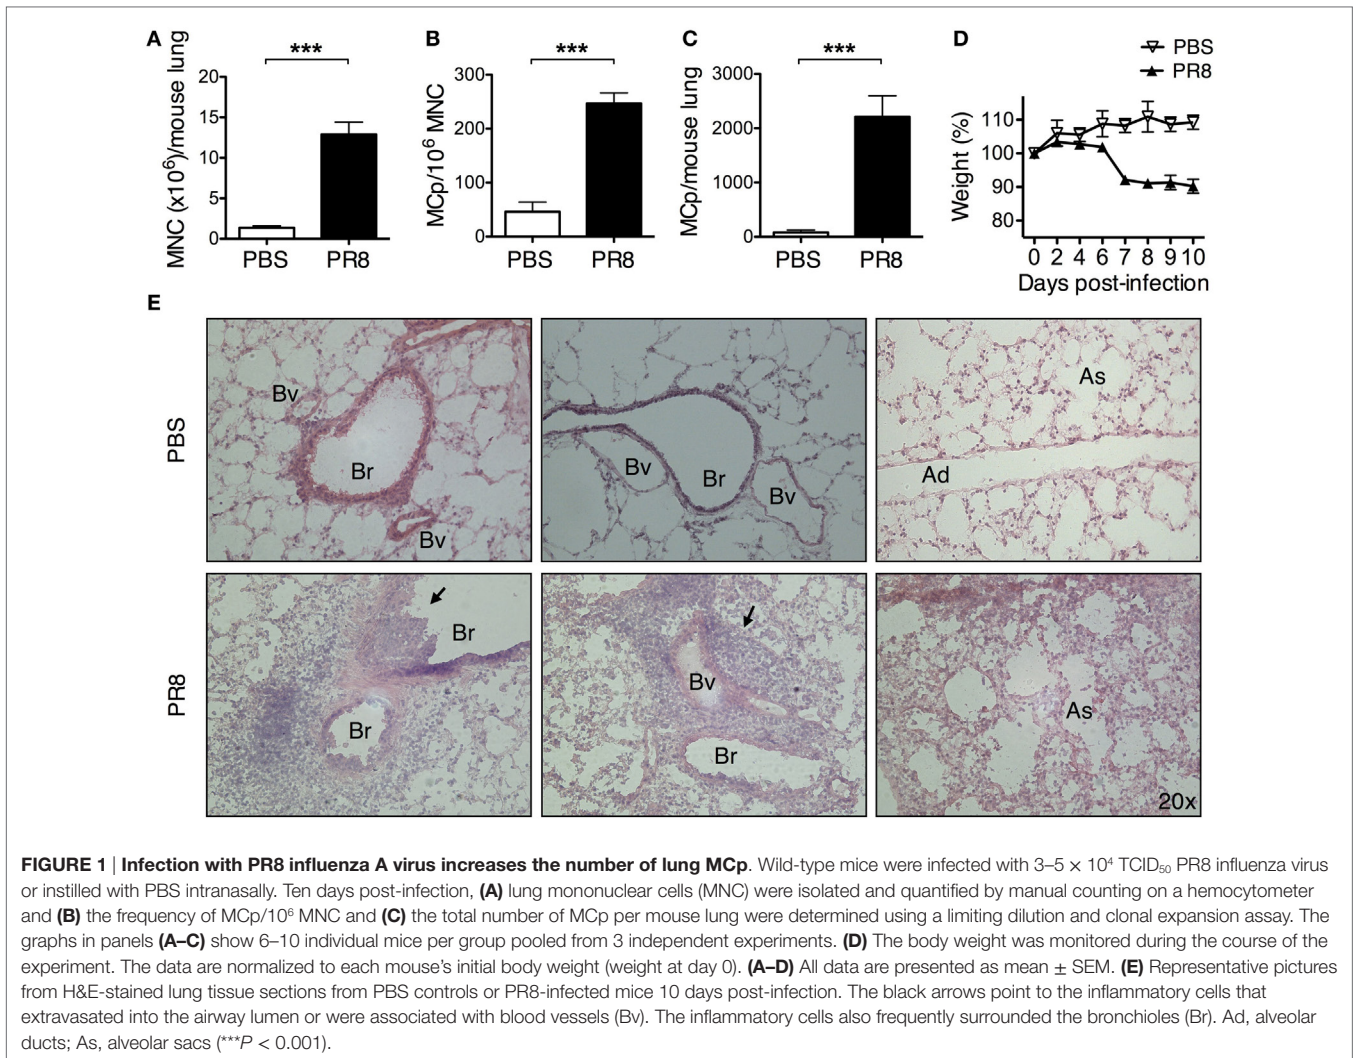 A
***
MNC (x10⁶)/mouse lung
20
15
10
5
0
PBS PR8
B
***
MCp/10⁶ MNC
300
200
100
0
PBS PR8
C
***
MCp/mouse lung
3000
2000
1000
0
PBS PR8
D
PBS
PR8
Weight (%)
110
100
90
80
0 2 4 6 7 8 9 10
Days post-infection
E
PBS
Bv
Br
Bv
Bv
Br
Bv
As
Ad
PR8
Br
Br
Bv
Br
As
20x
FIGURE 1 | Infection with PR8 influenza A virus increases the number of lung MCp. Wild-type mice were infected with 3–5 × 10⁴ TCID₅₀ PR8 influenza virus
or instilled with PBS intranasally. Ten days post-infection, (A) lung mononuclear cells (MNC) were isolated and quantified by manual counting on a hemocytometer
and (B) the frequency of MCp/10⁶ MNC and (C) the total number of MCp per mouse lung were determined using a limiting dilution and clonal expansion assay. The
graphs in panels (A–C) show 6–10 individual mice per group pooled from 3 independent experiments. (D) The body weight was monitored during the course of the
experiment. The data are normalized to each mouse's initial body weight (weight at day 0). (A–D) All data are presented as mean ± SEM. (E) Representative pictures
from H&E-stained lung tissue sections from PBS controls or PR8-infected mice 10 days post-infection. The black arrows point to the inflammatory cells that
extravasated into the airway lumen or were associated with blood vessels (Bv). The inflammatory cells also frequently surrounded the bronchioles (Br). Ad, alveolar
ducts; As, alveolar sacs (***P < 0.001).